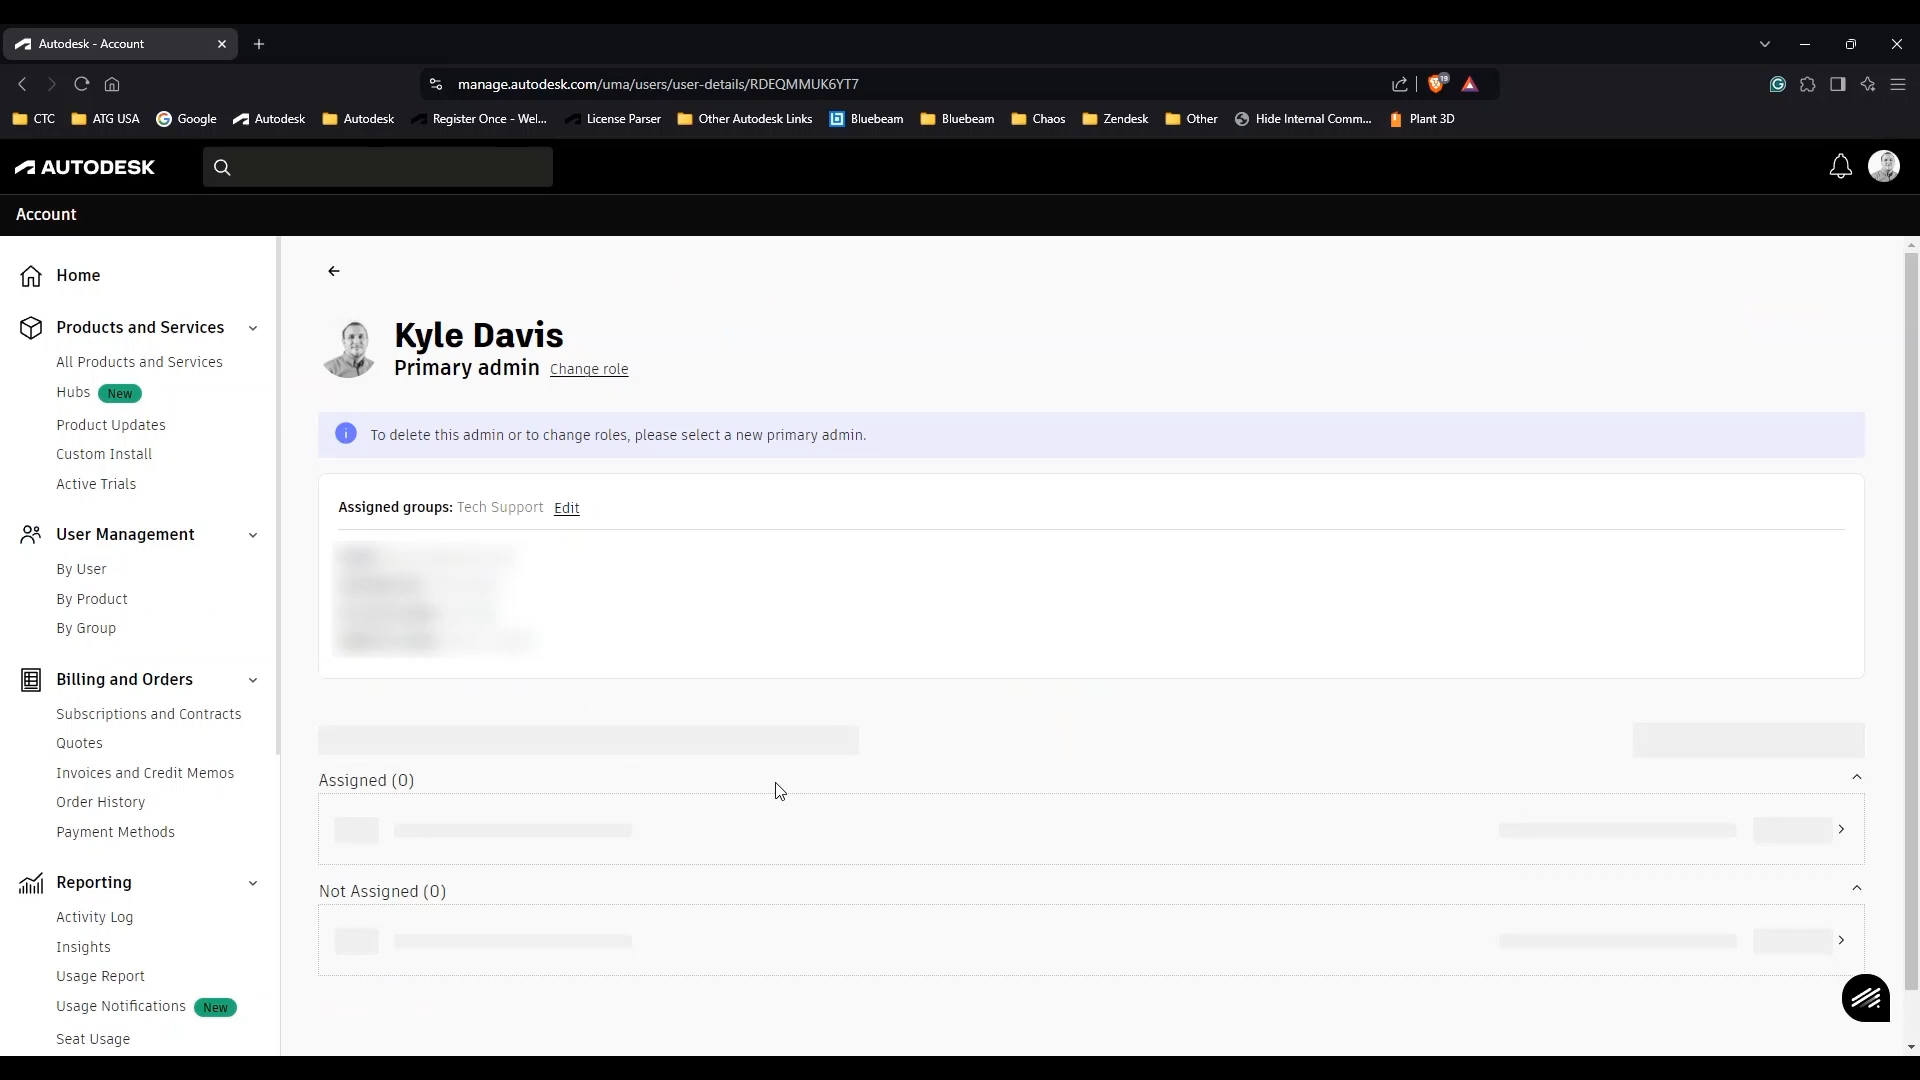 Autodesk - Account
manage.autodesk.com/uma/users/user-details/RDEQMMUK6YT7
19
CTC
ATG USA
Google
Autodesk
Autodesk
Register Once - Wel...
License Parser
Other Autodesk Links
Bluebeam
Bluebeam
Chaos
Zendesk
Other
Hide Internal Comm...
Plant 3D
AUTODESK
Account
Home
Products and Services
All Products and Services
Hubs New
Product Updates
Custom Install
Active Trials
User Management
By User
By Product
By Group
Billing and Orders
Subscriptions and Contracts
Quotes
Invoices and Credit Memos
Order History
Payment Methods
Reporting
Activity Log
Insights
Usage Report
Usage Notifications New
Seat Usage
Kyle Davis
Primary admin Change role
To delete this admin or to change roles, please select a new primary admin.
Assigned groups: Tech Support Edit
Assigned (0)
Not Assigned (0)